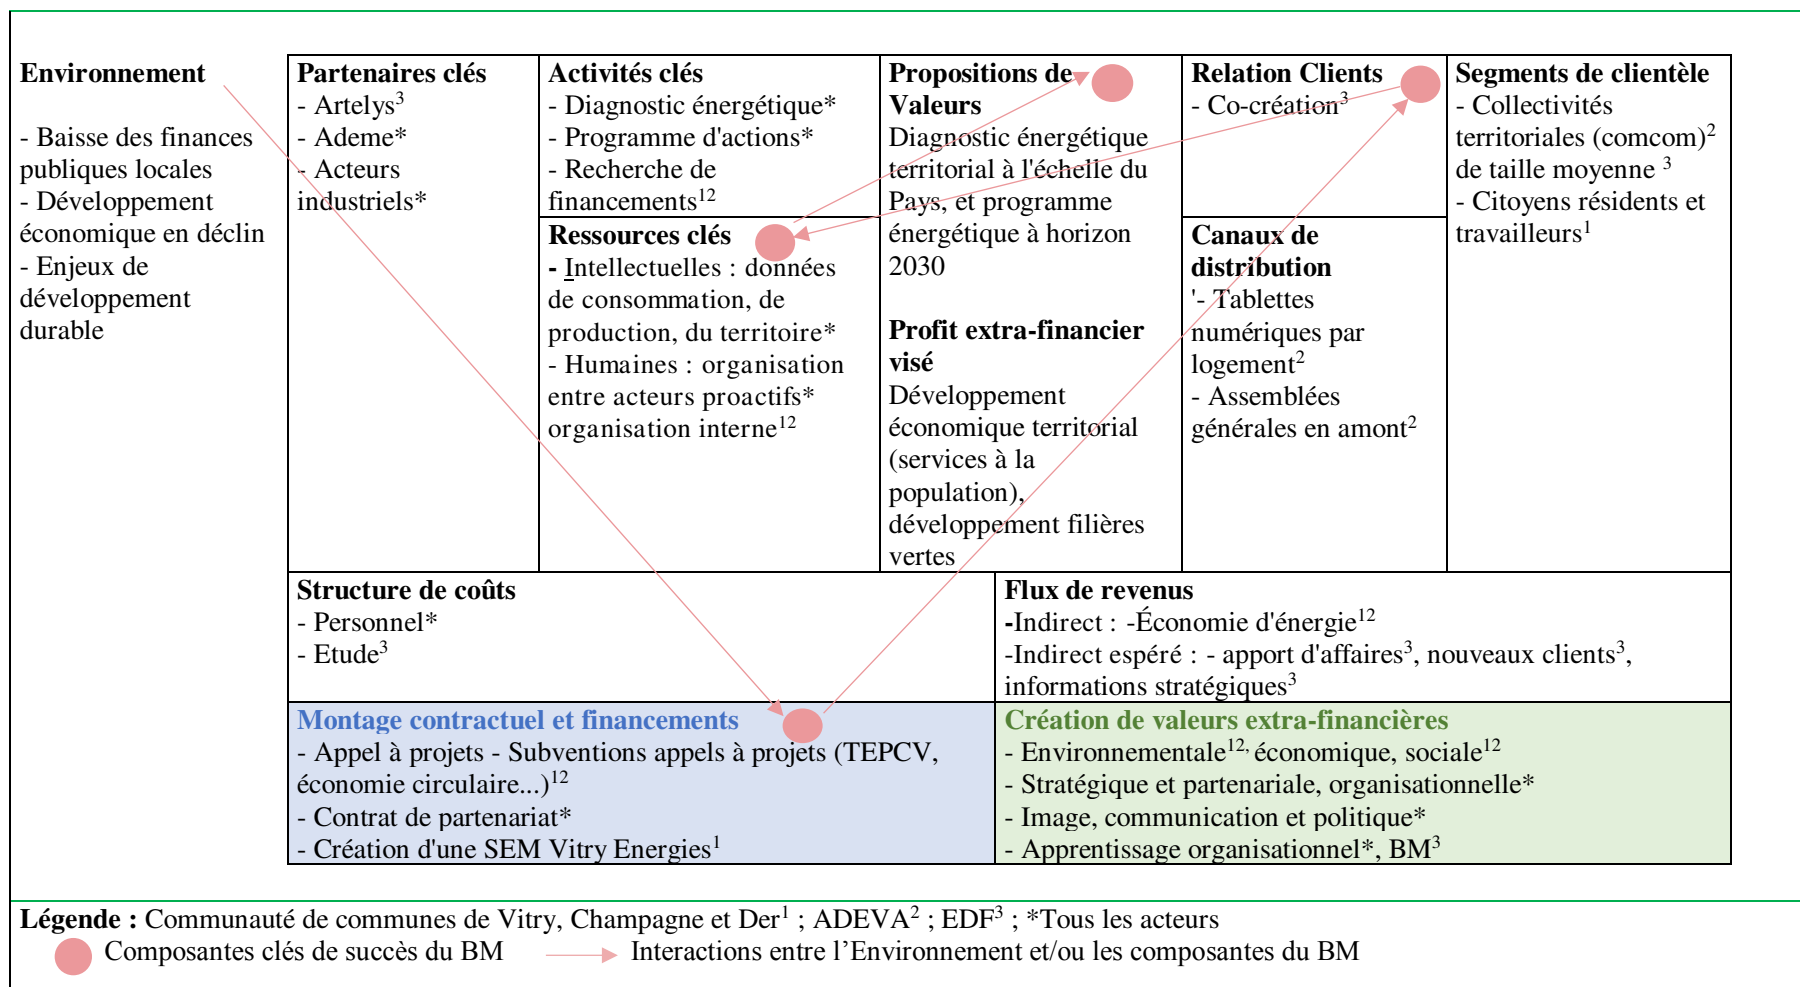 Environnement
- Baisse des finances
publiques locales
- Développement
économique en déclin
- Enjeux de
développement
durable
Partenaires clés
- Artelys3
- Ademe*
- Acteurs
industriels*
Activités clés
- Diagnostic énergétique*
- Programme d'actions*
- Recherche de
financements12
Ressources clés
- Intellectuelles : données
de consommation, de
production, du territoire*
- Humaines : organisation
entre acteurs proactifs*
organisation interne12
Propositions de
Valeurs
Diagnostic énergétique
territorial à l'échelle du
Pays, et programme
énergétique à horizon
2030
Profit extra-financier
visé
Développement
économique territorial
(services à la
population),
développement filières
vertes
Relation Clients
- Co-création3
Canaux de
distribution
'- Tablettes
numériques par
logement2
- Assemblées
générales en amont2
Segments de clientèle
- Collectivités
territoriales (comcom)2
de taille moyenne 3
- Citoyens résidents et
travailleurs1
Structure de coûts
- Personnel*
- Etude3
Flux de revenus
-Indirect : -Économie d'énergie12
-Indirect espéré : - apport d'affaires3, nouveaux clients3,
informations stratégiques3
Montage contractuel et financements
- Appel à projets - Subventions appels à projets (TEPCV,
économie circulaire...)12
- Contrat de partenariat*
- Création d'une SEM Vitry Energies1
Création de valeurs extra-financières
- Environnementale12, économique, sociale12
- Stratégique et partenariale, organisationnelle*
- Image, communication et politique*
- Apprentissage organisationnel*, BM3
Légende : Communauté de communes de Vitry, Champagne et Der1 ; ADEVA2 ; EDF3 ; *Tous les acteurs
Composantes clés de succès du BM
Interactions entre l’Environnement et/ou les composantes du BM